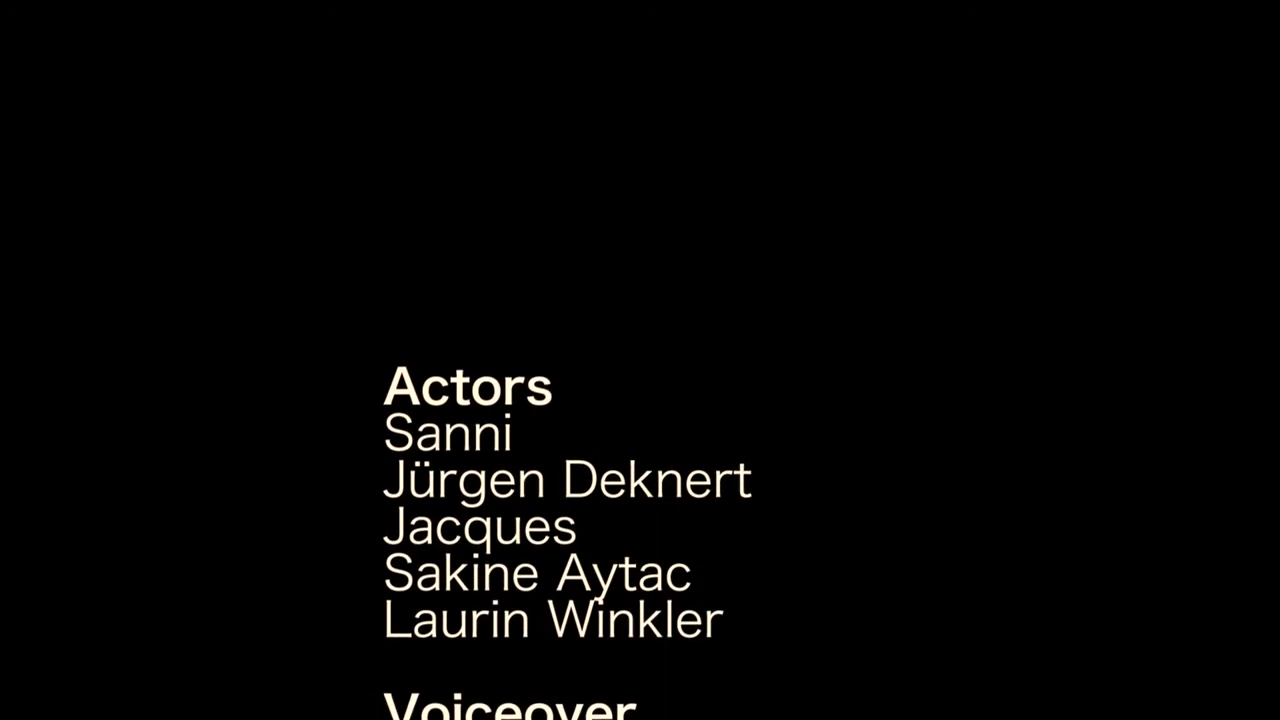 Actors
Sanni
Jürgen Deknert
Jacques
Sakine Aytac
Laurin Winkler
Voiceover